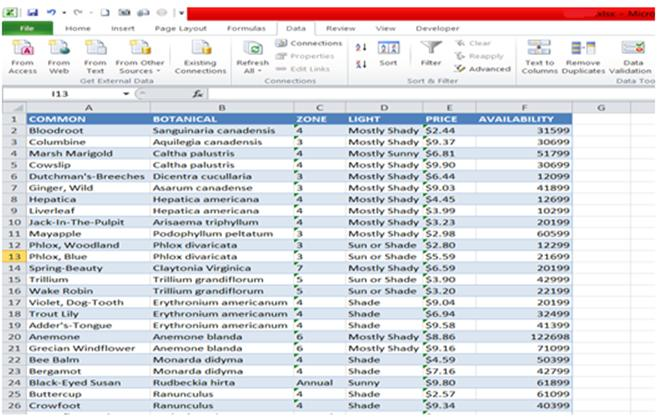 .xlsx - Micro
File Home Insert Page Layout Formulas Data Review View Developer
From Access From Web From Text From Other Sources Existing Connections Refresh All Connections Properties Edit Links Sort Filter Clear Reapply Advanced Text to Columns Remove Duplicates Data Validation
Get External Data Connections Sort & Filter Data Too
I13 fx
A B C D E F G H
1 COMMON BOTANICAL ZONE LIGHT PRICE AVAILABILITY
2 Bloodroot Sanguinaria canadensis 4 Mostly Shady $2.44 31599
3 Columbine Aquilegia canadensis 3 Mostly Shady $9.37 30699
4 Marsh Marigold Caltha palustris 4 Mostly Sunny $6.81 51799
5 Cowslip Caltha palustris 4 Mostly Shady $9.90 30699
6 Dutchman's-Breeches Dicentra cucullaria 3 Mostly Shady $6.44 12099
7 Ginger, Wild Asarum canadense 3 Mostly Shady $9.03 41899
8 Hepatica Hepatica americana 4 Mostly Shady $4.45 12699
9 Liverleaf Hepatica americana 4 Mostly Shady $3.99 10299
10 Jack-In-The-Pulpit Arisaema triphyllum 4 Mostly Shady $3.23 20199
11 Mayapple Podophyllum peltatum 3 Mostly Shady $2.98 60599
12 Phlox, Woodland Phlox divaricata 3 Sun or Shade $2.80 12299
13 Phlox, Blue Phlox divaricata 3 Sun or Shade $5.59 21699
14 Spring-Beauty Claytonia Virginica 7 Mostly Shady $6.59 20199
15 Trillium Trillium grandiflorum 5 Sun or Shade $3.90 42999
16 Wake Robin Trillium grandiflorum 5 Sun or Shade $3.20 22199
17 Violet, Dog-Tooth Erythronium americanum 4 Shade $9.04 20199
18 Trout Lily Erythronium americanum 4 Shade $6.94 32499
19 Adder's-Tongue Erythronium americanum 4 Shade $9.58 41399
20 Anemone Anemone blanda 6 Mostly Shady $8.86 122698
21 Grecian Windflower Anemone blanda 6 Mostly Shady $9.16 71099
22 Bee Balm Monarda didyma 4 Shade $4.59 50399
23 Bergamot Monarda didyma 4 Shade $7.16 42799
24 Black-Eyed Susan Rudbeckia hirta Annual Sunny $9.80 61899
25 Buttercup Ranunculus 4 Shade $2.57 61099
26 Crowfoot Ranunculus 4 Shade $9.34 40399